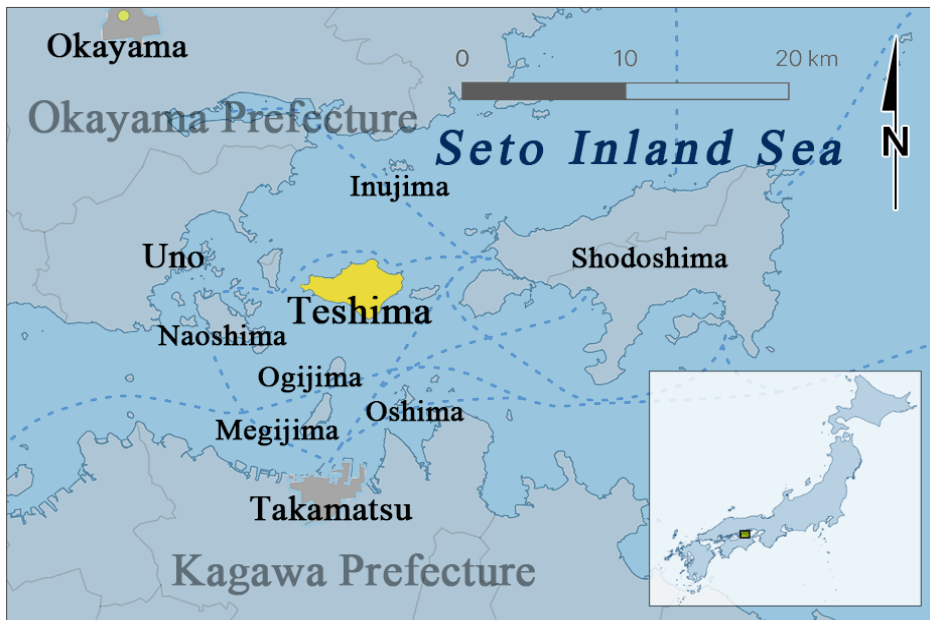 Okayama
0 10 20 km
Okayama Prefecture
Seto Inland Sea
N
Inujima
Uno
Shodoshima
Teshima
Naoshima
Ogijima
Oshima
Megijima
Takamatsu
Kagawa Prefecture